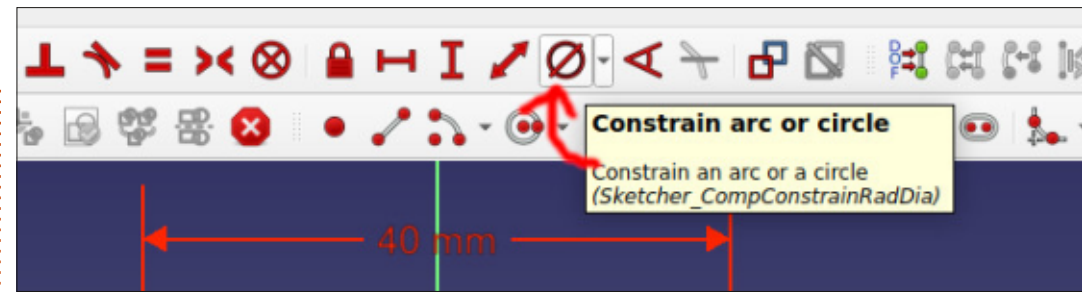 Constrain arc or circle
Constrain an arc or a circle
(Sketcher_CompConstrainRadDia)
40 mm